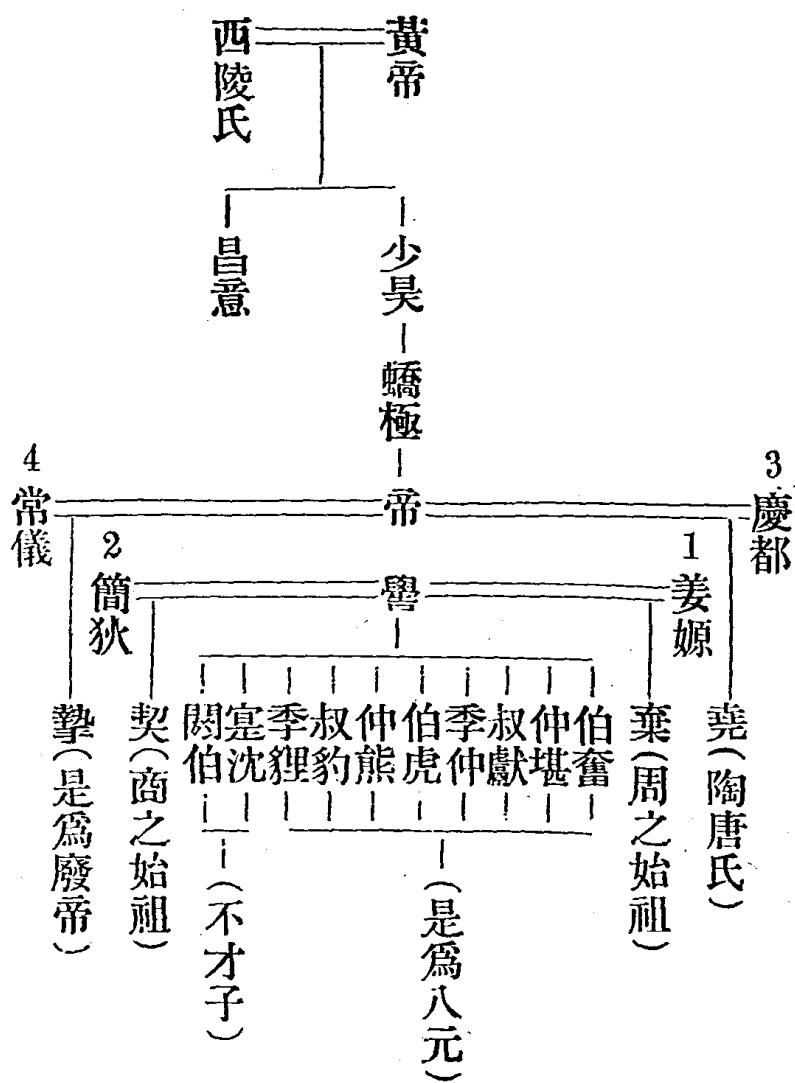 黃帝
西陵氏
少昊
昌意
蟜極
帝嚳
3
慶都
1
姜嫄
2
簡狄
4
常儀
堯(陶唐氏)
棄(周之始祖)
伯奮
仲堪
叔獻
季仲
伯虎
仲熊
叔豹
季貍
寔沈
閼伯
(是爲八元)
(不才子)
契(商之始祖)
摯(是爲廢帝)